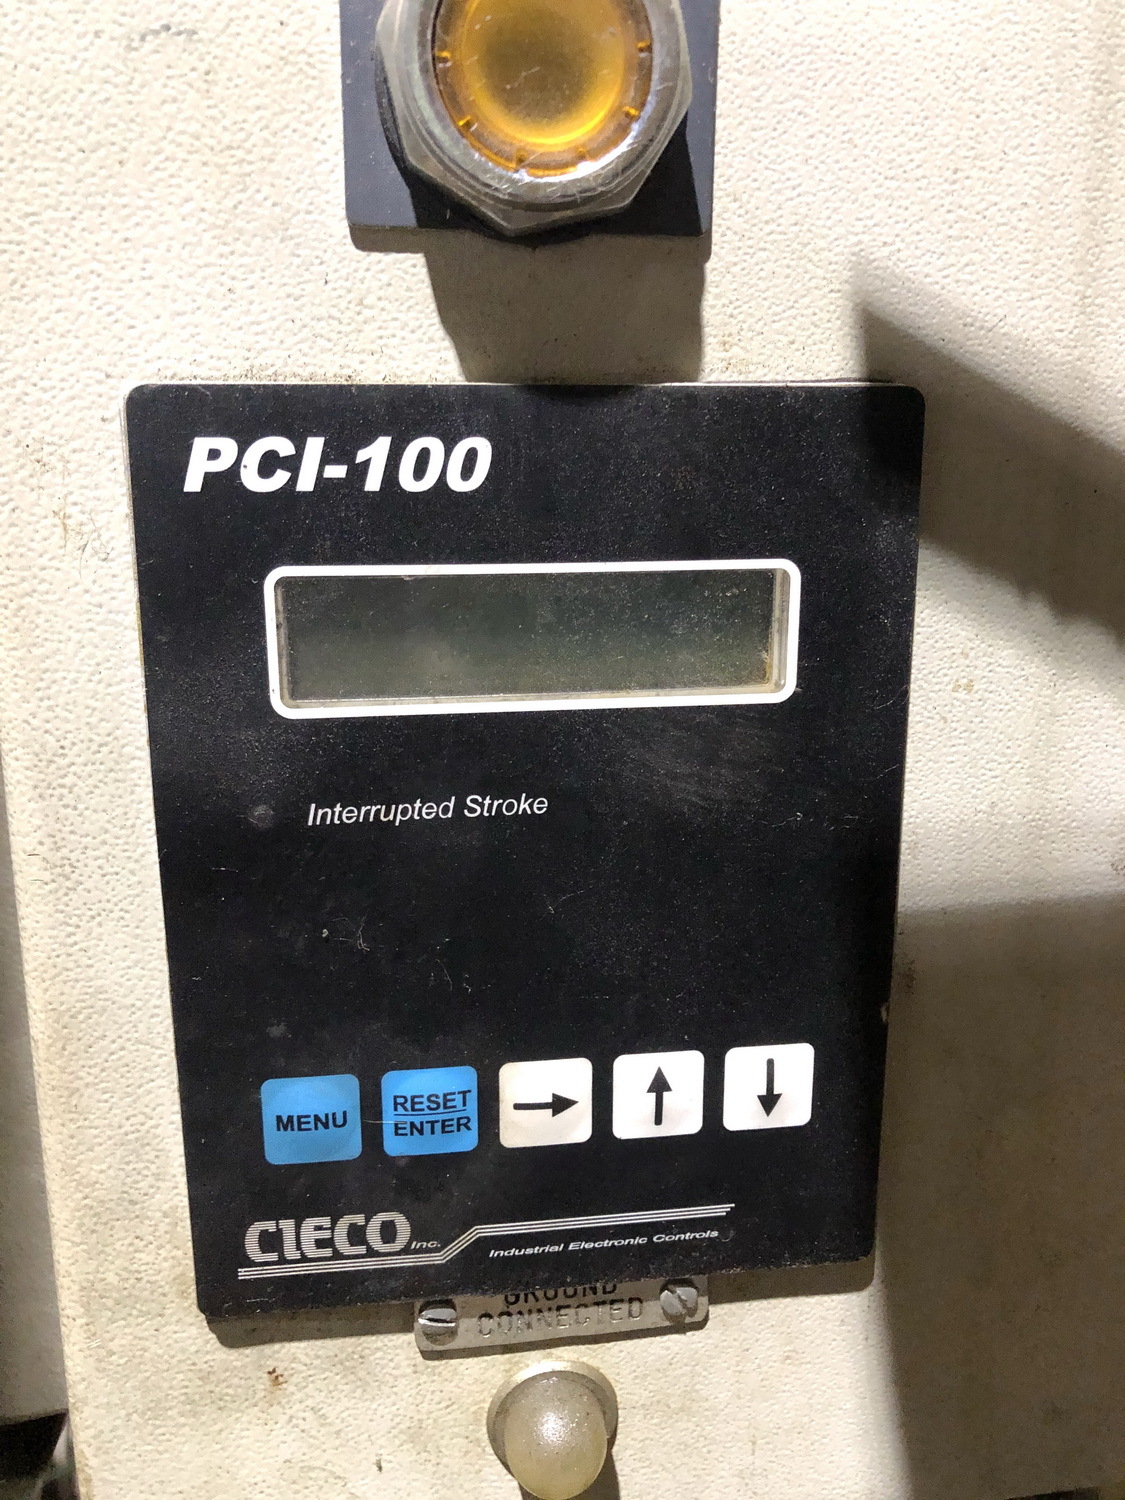 PCI-100
Interrupted Stroke
MENU
RESET
ENTER
CIECO Inc.
Industrial Electronic Controls
GROUND
CONNECTED